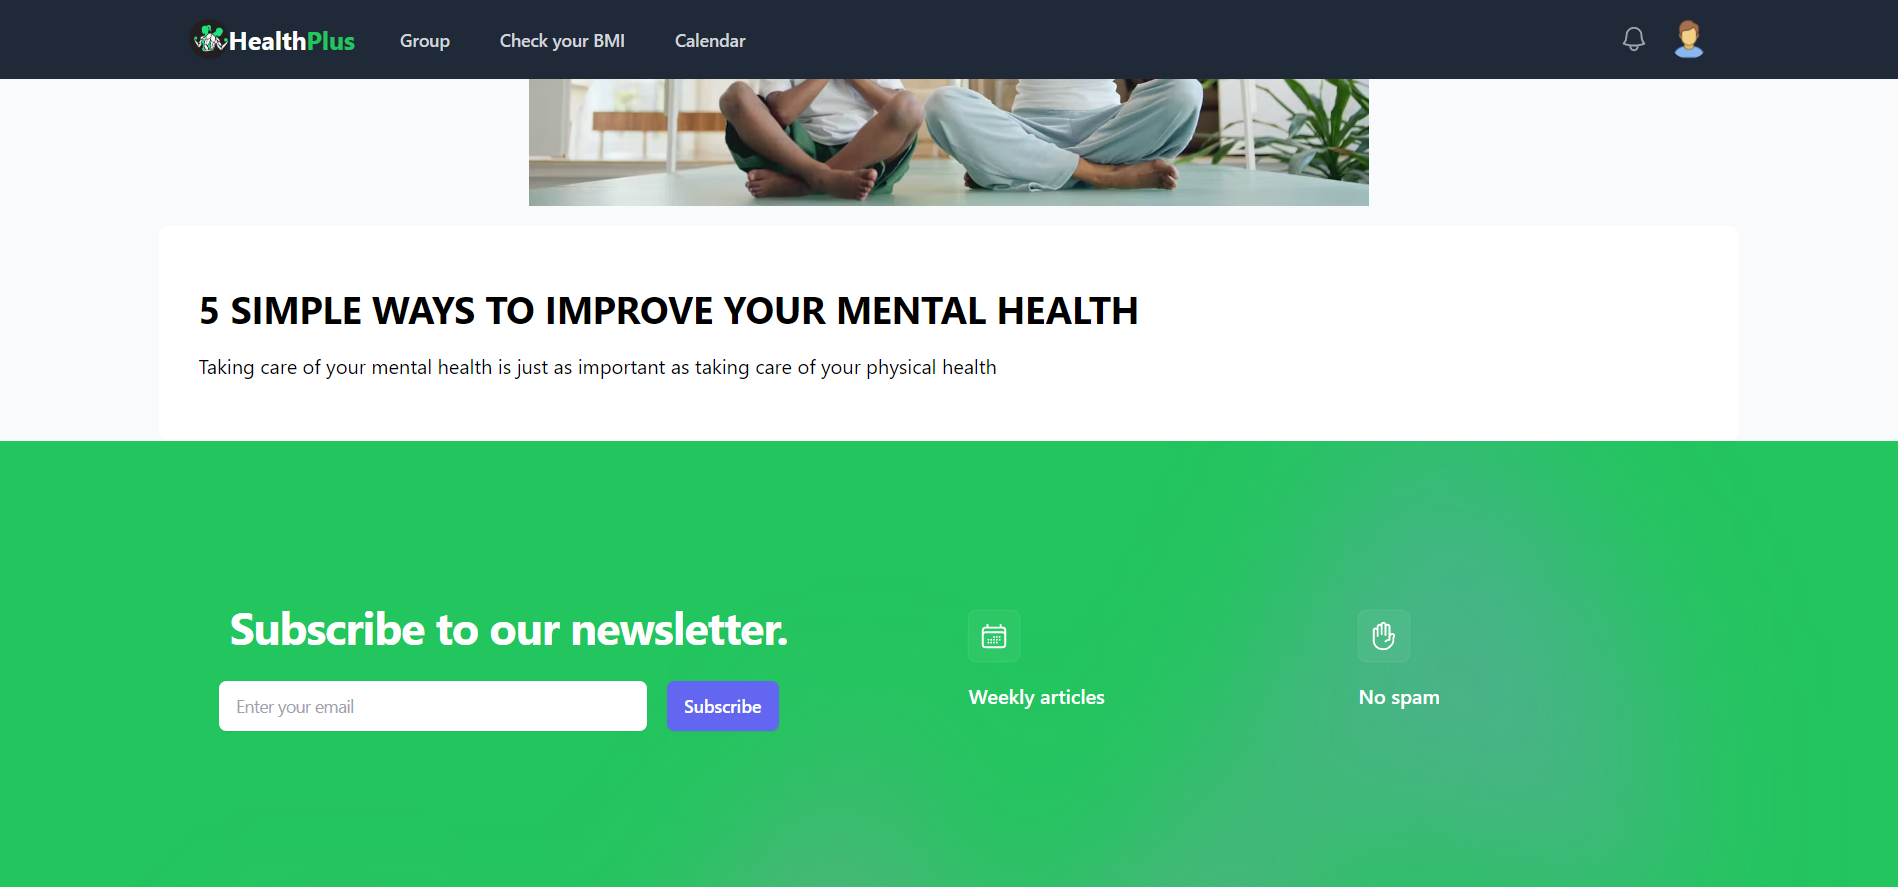 HealthPlus Group Check your BMI Calendar
5 SIMPLE WAYS TO IMPROVE YOUR MENTAL HEALTH
Taking care of your mental health is just as important as taking care of your physical health
Subscribe to our newsletter.
Enter your email Subscribe
Weekly articles
No spam